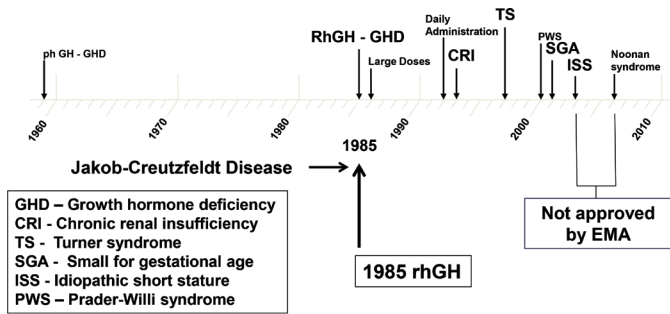 ph GH - GHD
RhGH - GHD
Large Doses
Daily
Administration
CRI
TS
PWS
SGA
ISS
Noonan
syndrome
1960
1970
1980
1990
2000
2010
1985
Jakob-Creutzfeldt Disease
GHD – Growth hormone deficiency
CRI - Chronic renal insufficiency
TS - Turner syndrome
SGA - Small for gestational age
ISS - Idiopathic short stature
PWS – Prader-Willi syndrome
1985 rhGH
Not approved
by EMA